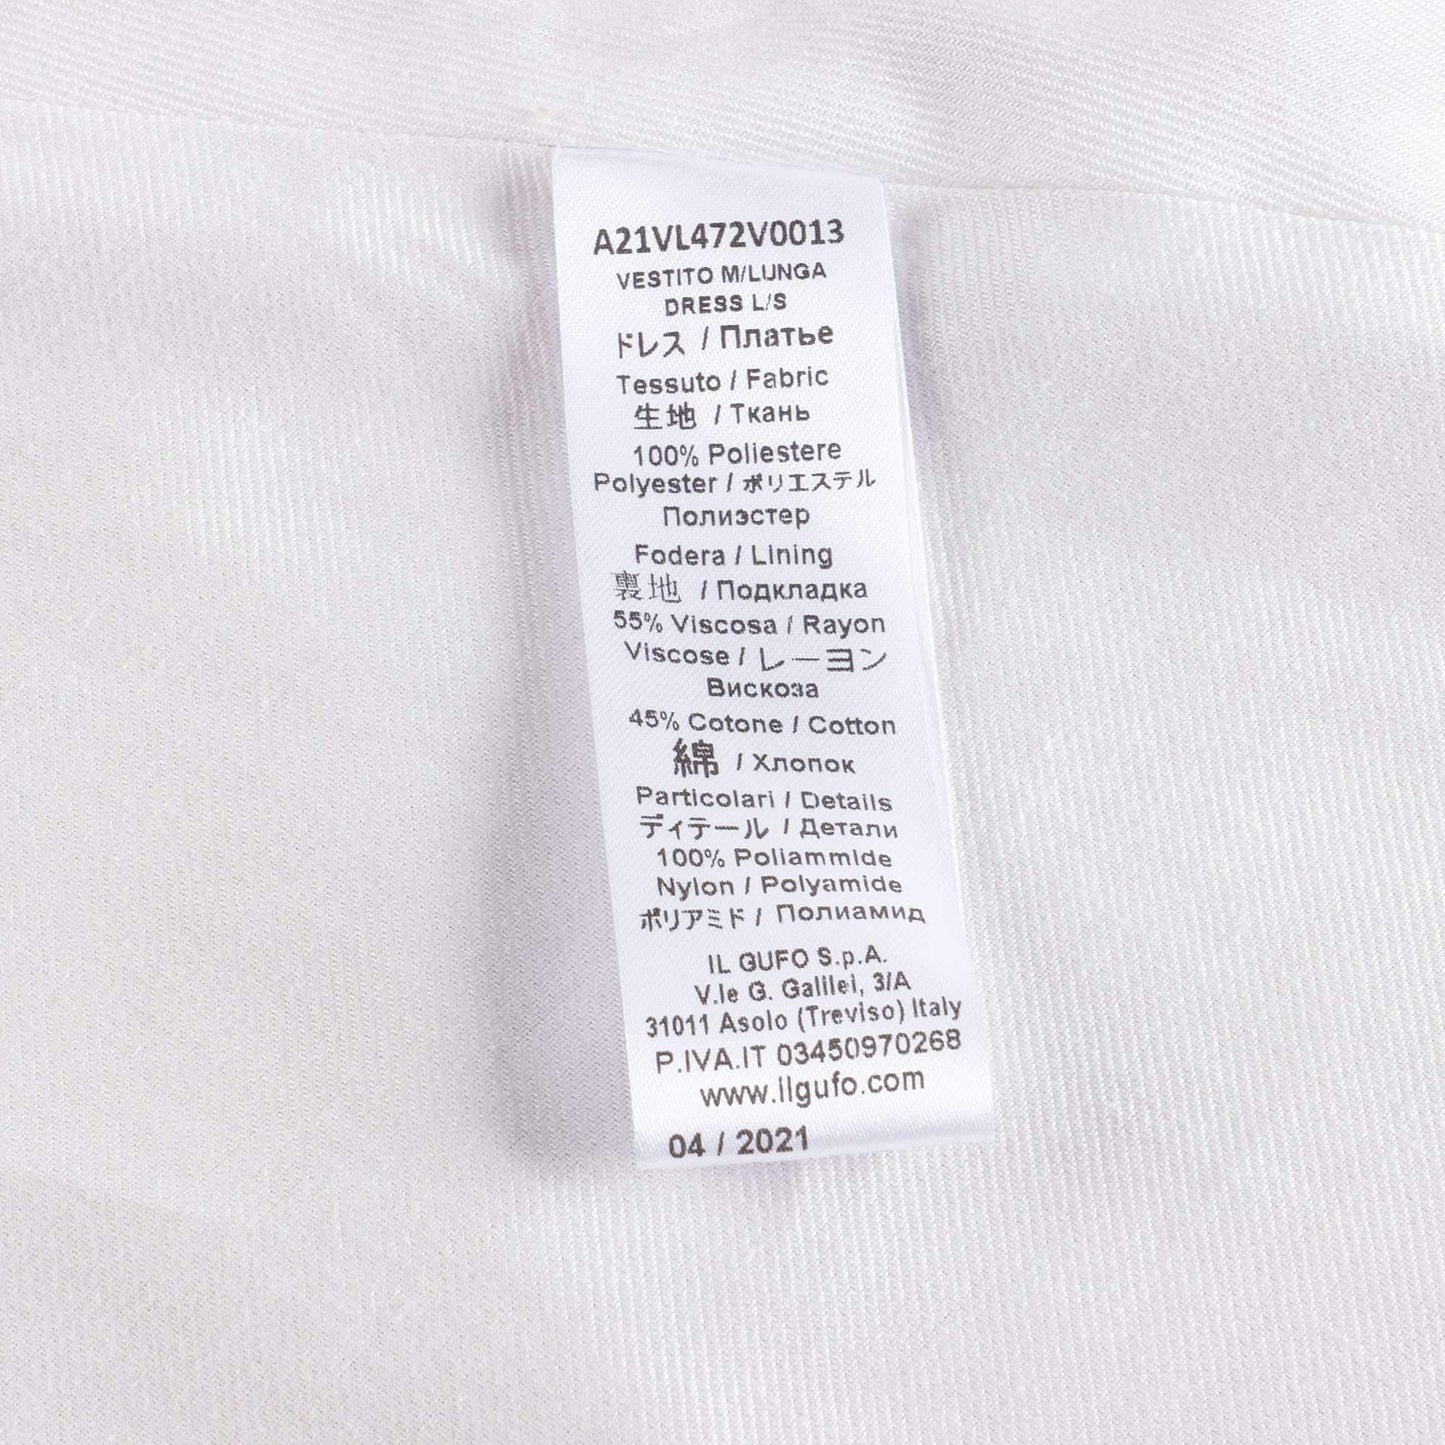 A21VL472V0013
VESTITO M/LUNGA
DRESS L/S
ドレス / Платье
Tessuto / Fabric
生地 / Ткань
100% Poliestere
Polyester / ポリエステル
Полиэстер
Fodera / Lining
裏地 / Подкладка
55% Viscosa / Rayon
Viscose / レーヨン
Вискоза
45% Cotone / Cotton
綿 / Хлопок
Particolari / Details
ディテール / Детали
100% Poliammide
Nylon / Polyamide
ポリアミド / Полиамид
IL GUFO S.p.A.
V.le G. Galilei, 3/A
31011 Asolo (Treviso) Italy
P.IVA.IT 03450970268
www.ilgufo.com
04 / 2021